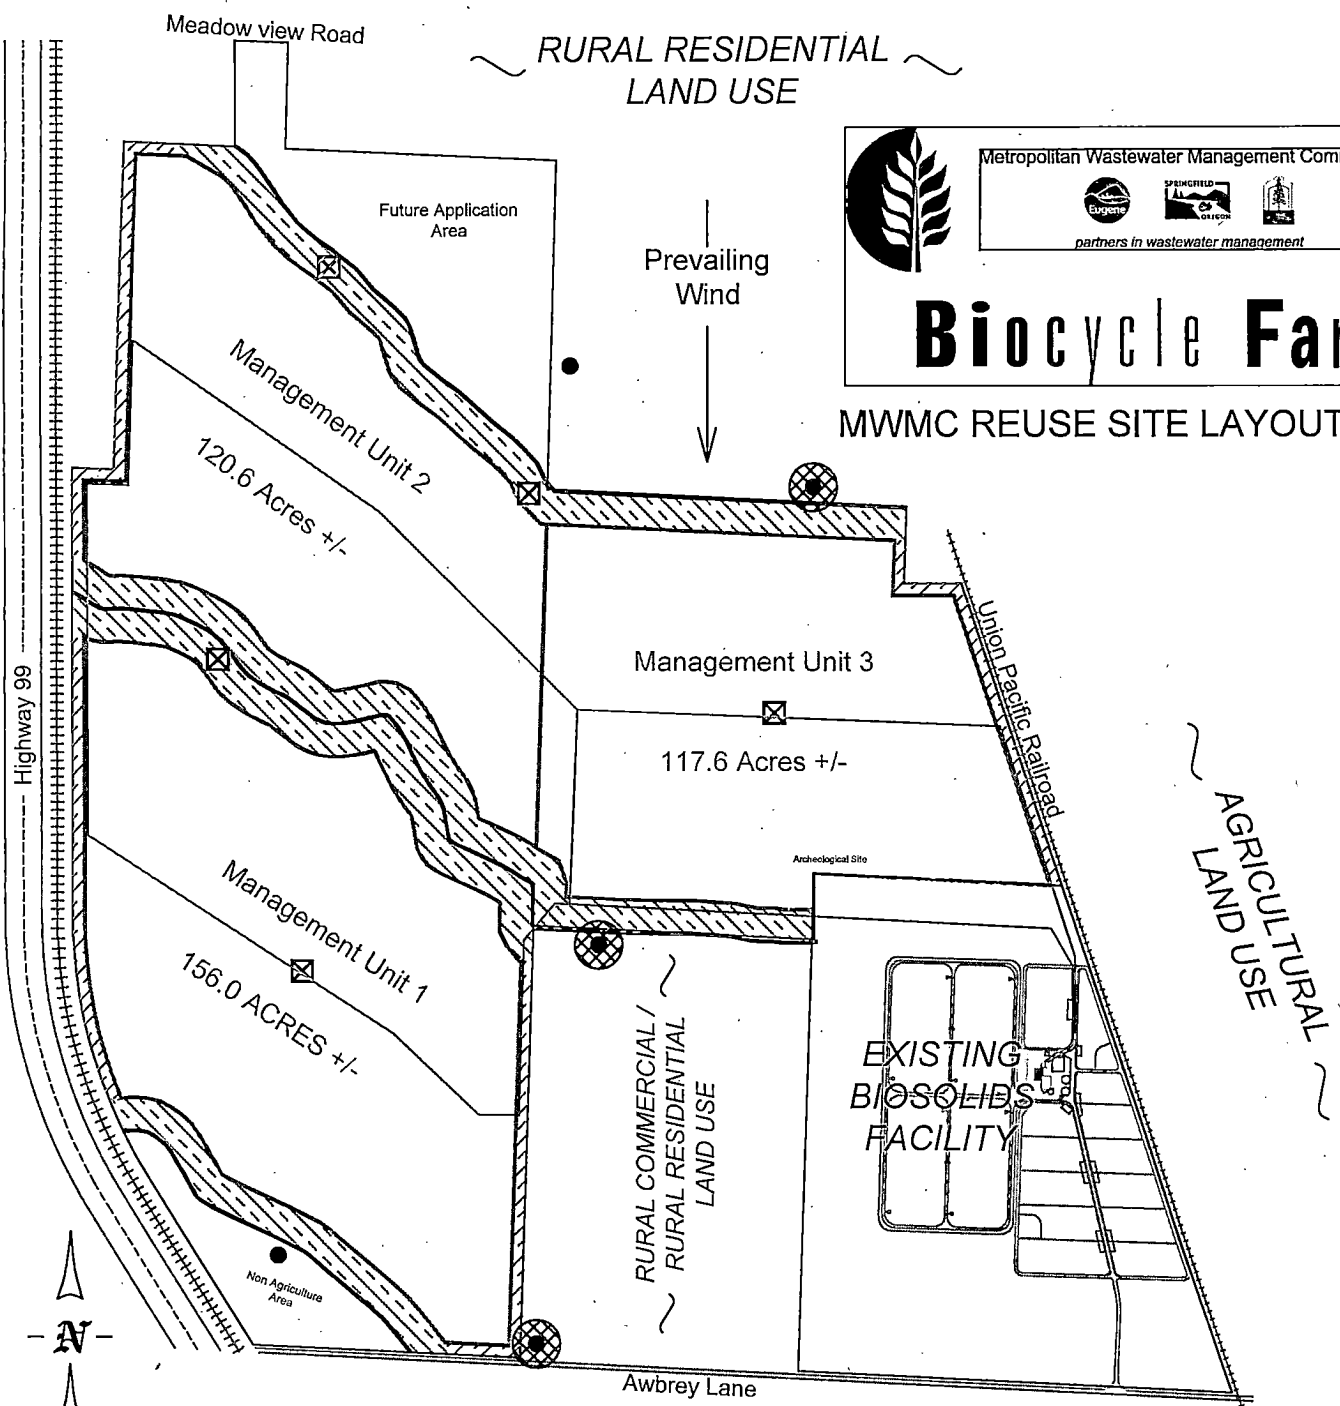 Meadow view Road
RURAL RESIDENTIAL
LAND USE
Metropolitan Wastewater Management Com
Eugene
SPRINGFIELD
OREGON
partners in wastewater management
Biocycle Far
MWMC REUSE SITE LAYOUT
Future Application
Area
Prevailing
Wind
Management Unit 2
120.6 Acres +/-
Highway 99
Union Pacific Railroad
Management Unit 3
117.6 Acres +/-
AGRICULTURAL
LAND USE
Archeological Site
Management Unit 1
156.0 ACRES +/-
RURAL COMMERCIAL /
RURAL RESIDENTIAL
LAND USE
EXISTING
BIOSOLIDS
FACILITY
Non Agriculture
Area
N
Awbrey Lane